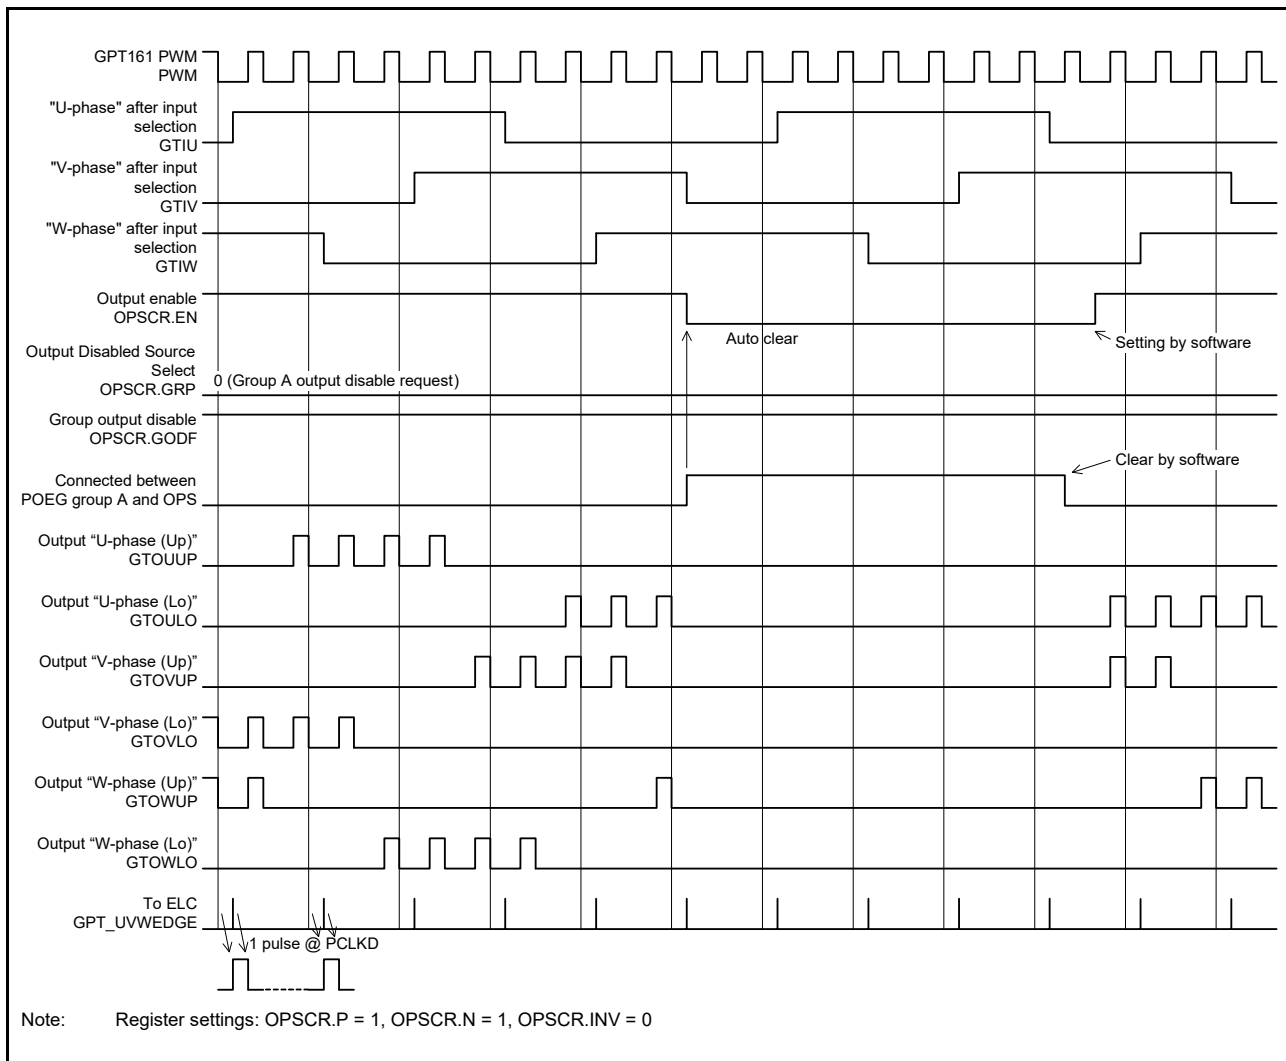 GPT161 PWM
PWM
"U-phase" after input
selection
GTIU
"V-phase" after input
selection
GTIV
"W-phase" after input
selection
GTIW
Output enable
OPSCR.EN
Auto clear
Setting by software
Output Disabled Source
Select
OPSCR.GRP
0 (Group A output disable request)
Group output disable
OPSCR.GODF
Clear by software
Connected between
POEG group A and OPS
Output “U-phase (Up)”
GTOUUP
Output “U-phase (Lo)”
GTOULO
Output “V-phase (Up)”
GTOVUP
Output “V-phase (Lo)”
GTOVLO
Output “W-phase (Up)”
GTOWUP
Output “W-phase (Lo)”
GTOWLO
To ELC
GPT_UVWEDGE
1 pulse @ PCLKD
Note: Register settings: OPSCR.P = 1, OPSCR.N = 1, OPSCR.INV = 0